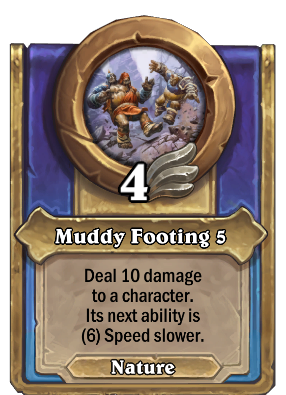 4
Muddy Footing 5
Deal 10 damage
to a character.
Its next ability is
(6) Speed slower.
Nature